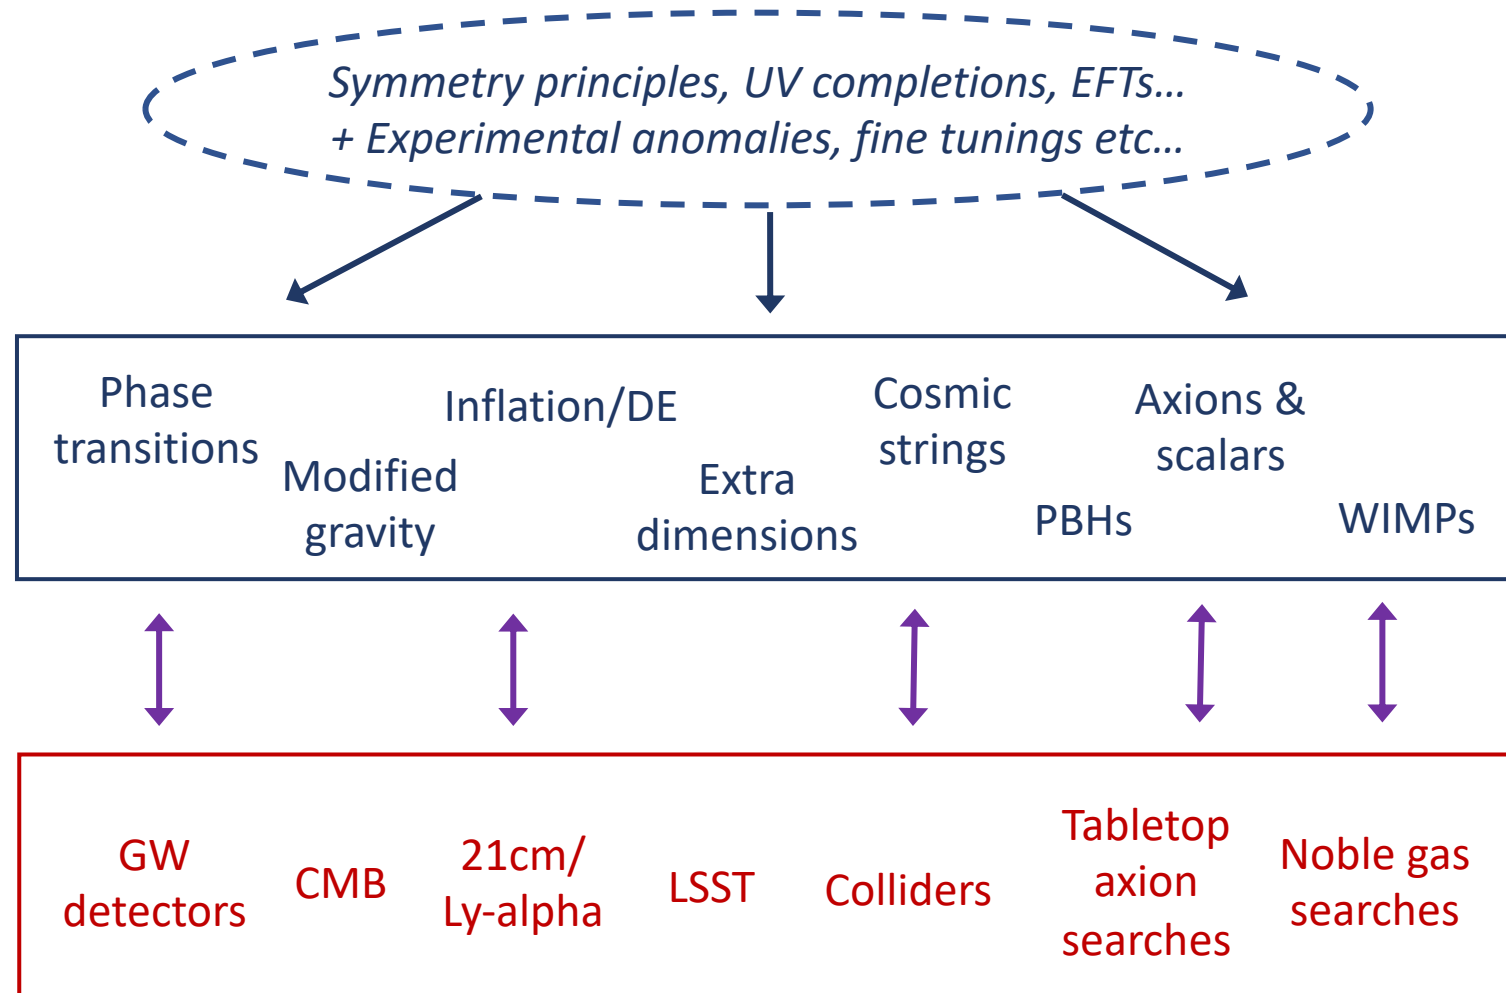 Symmetry principles, UV completions, EFTs…
+ Experimental anomalies, fine tunings etc…
Phase
transitions
Modified
gravity
Inflation/DE
Extra
dimensions
Cosmic
strings
PBHs
Axions &
scalars
WIMPs
GW
detectors
CMB
21cm/
Ly-alpha
LSST
Colliders
Tabletop
axion
searches
Noble gas
searches